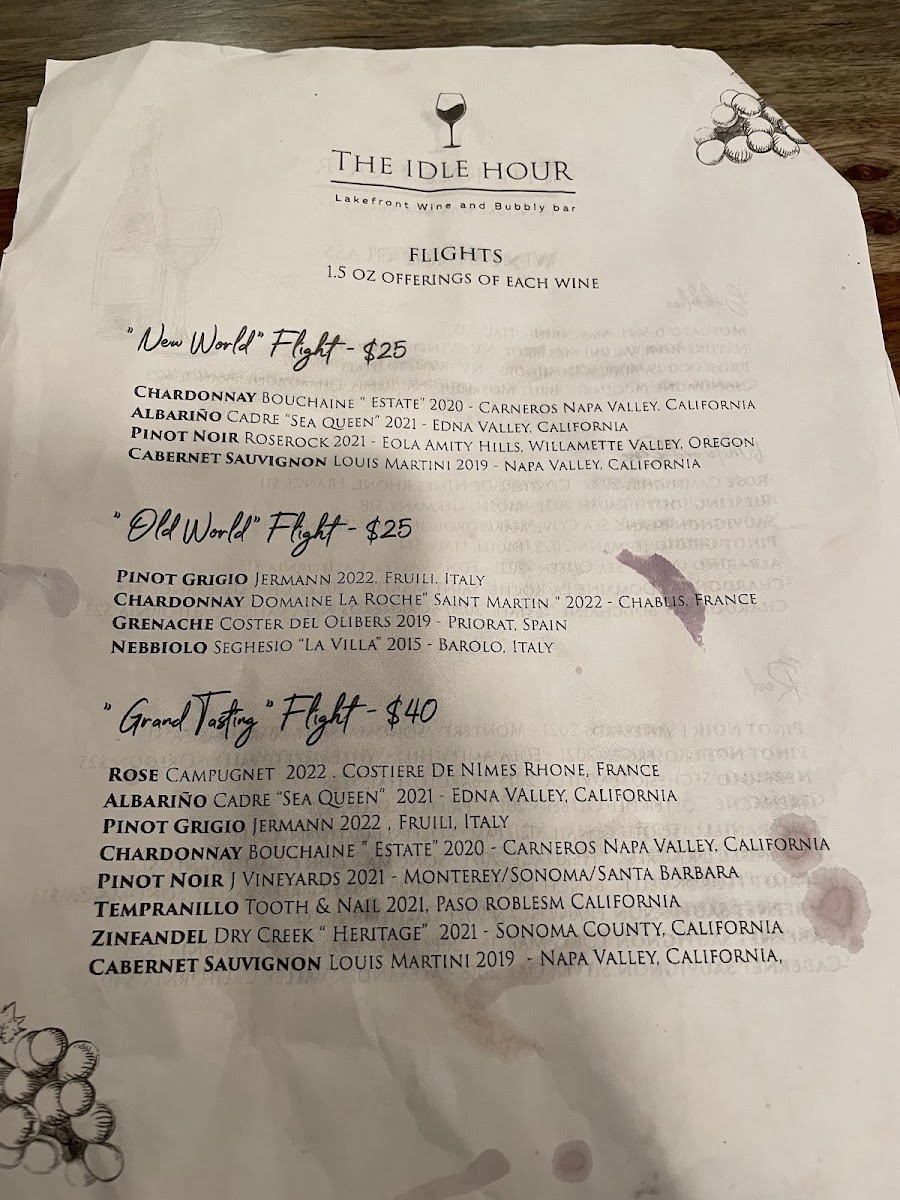 THE IDLE HOUR
Lakefront Wine and Bubbly bar
FLIGHTS
1.5 OZ OFFERINGS OF EACH WINE
"New World" Flight - $25
CHARDONNAY BOUCHAINE " ESTATE" 2020 - CARNEROS NAPA VALLEY, CALIFORNIA
ALBARIÑO CADRE "SEA QUEEN" 2021 - EDNA VALLEY, CALIFORNIA
PINOT NOIR ROSEROCK 2021 - EOLA AMITY HILLS, WILLAMETTE VALLEY, OREGON
CABERNET SAUVIGNON LOUIS MARTINI 2019 - NAPA VALLEY, CALIFORNIA
"Old World" Flight - $25
PINOT GRIGIO JERMANN 2022, FRUILI, ITALY
CHARDONNAY DOMAINE LA ROCHE" SAINT MARTIN " 2022 - CHABLIS, FRANCE
GRENACHE COSTER DEL OLIBERS 2019 - PRIORAT, SPAIN
NEBBIOLO SEGHESIO "LA VILLA" 2015 - BAROLO, ITALY
"Grand Tasting" Flight - $40
ROSE CAMPUGNET 2022 , COSTIERE DE NIMES RHONE, FRANCE
ALBARIÑO CADRE "SEA QUEEN" 2021 - EDNA VALLEY, CALIFORNIA
PINOT GRIGIO JERMANN 2022 , FRUILI, ITALY
CHARDONNAY BOUCHAINE " ESTATE" 2020 - CARNEROS NAPA VALLEY, CALIFORNIA
PINOT NOIR J VINEYARDS 2021 - MONTEREY/SONOMA/SANTA BARBARA
TEMPRANILLO TOOTH & NAIL 2021, PASO ROBLESM CALIFORNIA
ZINFANDEL DRY CREEK " HERITAGE" 2021 - SONOMA COUNTY, CALIFORNIA
CABERNET SAUVIGNON LOUIS MARTINI 2019 - NAPA VALLEY, CALIFORNIA,